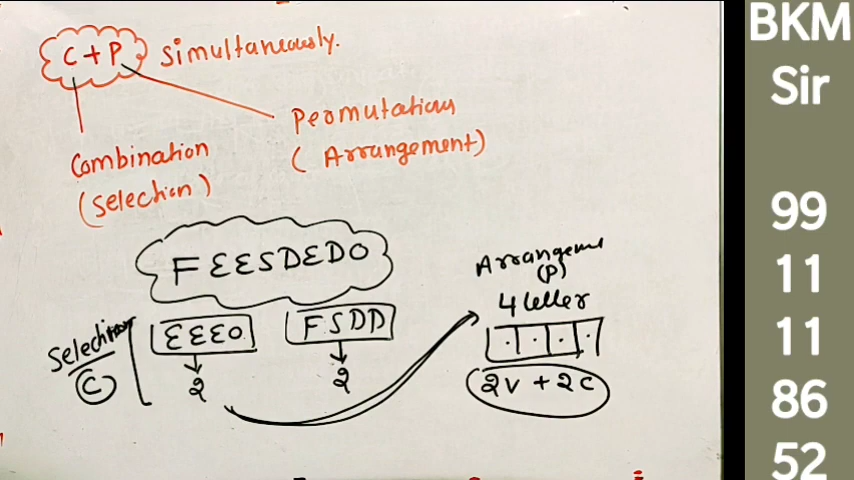 C + P simultaneously.
Combination
(selection)
Permutation
(Arrangement)
FEESDEDO
Selection
C
EEEO
FSDD
2
2
Arrangeme
(P)
4 letter
2V + 2C
BKM
Sir
99
11
11
86
52